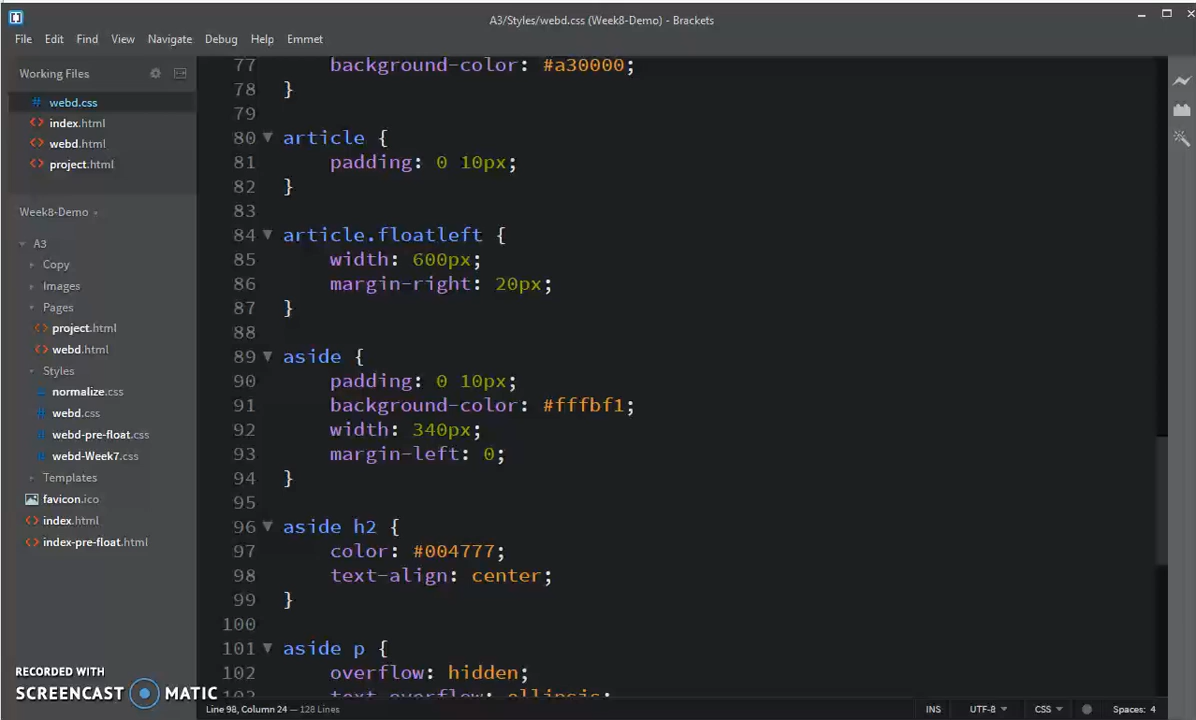 A3/Styles/webd.css (Week8-Demo) - Brackets
File Edit Find View Navigate Debug Help Emmet
Working Files
webd.css
index.html
webd.html
project.html
Week8-Demo
A3
Copy
Images
Pages
project.html
webd.html
Styles
normalize.css
webd.css
webd-pre-float.css
webd-Week7.css
Templates
favicon.ico
index.html
index-pre-float.html
RECORDED WITH
SCREENCAST MATIC
77 background-color: #a30000;
78 }
79
80 article {
81 padding: 0 10px;
82 }
83
84 article.floatleft {
85 width: 600px;
86 margin-right: 20px;
87 }
88
89 aside {
90 padding: 0 10px;
91 background-color: #fffbf1;
92 width: 340px;
93 margin-left: 0;
94 }
95
96 aside h2 {
97 color: #004777;
98 text-align: center;
99 }
100
101 aside p {
102 overflow: hidden;
103 text-overflow: ellipsis;
Line 98, Column 24 — 128 Lines
INS UTF-8 CSS Spaces: 4